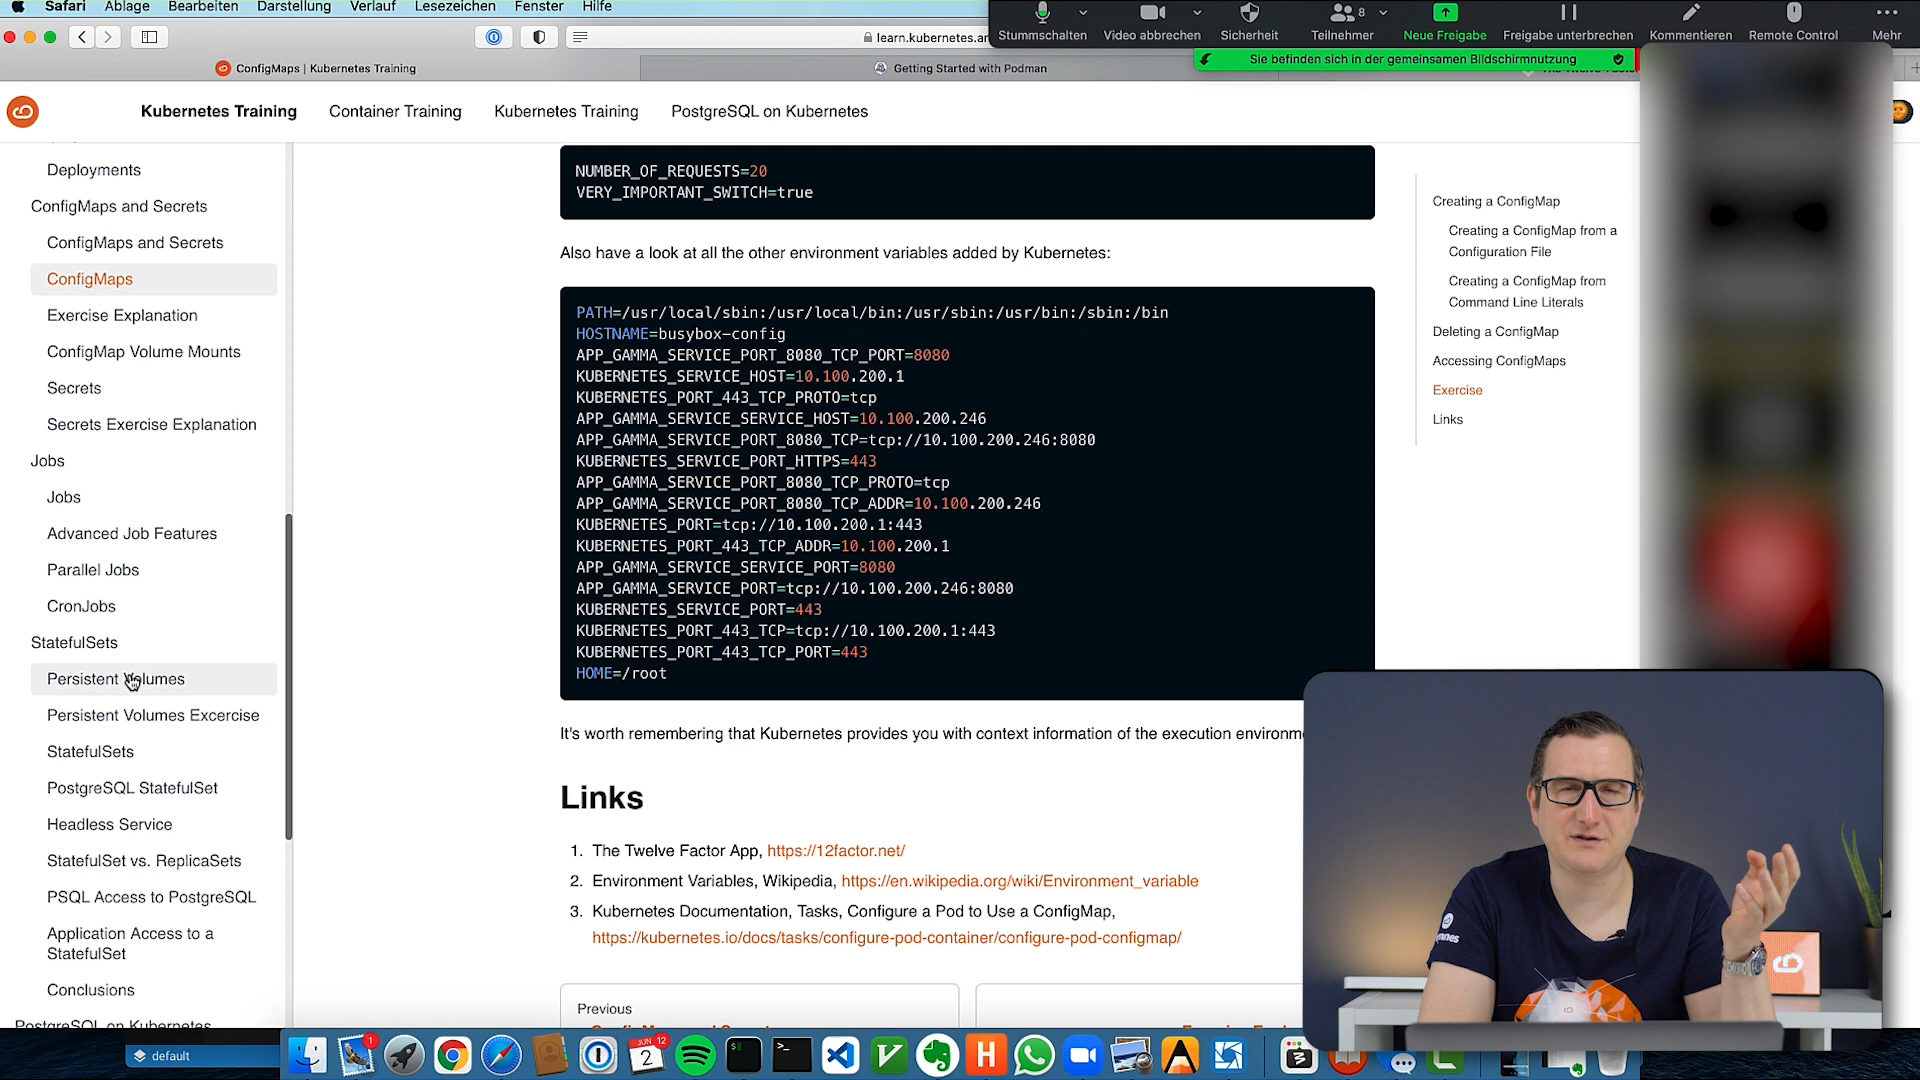 Safari Ablage Bearbeiten Darstellung Verlauf Lesezeichen Fenster Hilfe
Stummschalten Video abbrechen Sicherheit 8 Teilnehmer Neue Freigabe Freigabe unterbrechen Kommentieren Remote Control Mehr
learn.kubernetes.an
Sie befinden sich in der gemeinsamen Bildschirmnutzung
ConfigMaps | Kubernetes Training
Getting Started with Podman
Kubernetes Training Container Training Kubernetes Training PostgreSQL on Kubernetes
Deployments
ConfigMaps and Secrets
ConfigMaps and Secrets
ConfigMaps
Exercise Explanation
ConfigMap Volume Mounts
Secrets
Secrets Exercise Explanation
Jobs
Jobs
Advanced Job Features
Parallel Jobs
CronJobs
StatefulSets
Persistent Volumes
Persistent Volumes Excercise
StatefulSets
PostgreSQL StatefulSet
Headless Service
StatefulSet vs. ReplicaSets
PSQL Access to PostgreSQL
Application Access to a
StatefulSet
Conclusions
PostgreSQL on Kubernetes
default
NUMBER_OF_REQUESTS=20
VERY_IMPORTANT_SWITCH=true
Also have a look at all the other environment variables added by Kubernetes:
PATH=/usr/local/sbin:/usr/local/bin:/usr/sbin:/usr/bin:/sbin:/bin
HOSTNAME=busybox-config
APP_GAMMA_SERVICE_PORT_8080_TCP_PORT=8080
KUBERNETES_SERVICE_HOST=10.100.200.1
KUBERNETES_PORT_443_TCP_PROTO=tcp
APP_GAMMA_SERVICE_SERVICE_HOST=10.100.200.246
APP_GAMMA_SERVICE_PORT_8080_TCP=tcp://10.100.200.246:8080
KUBERNETES_SERVICE_PORT_HTTPS=443
APP_GAMMA_SERVICE_PORT_8080_TCP_PROTO=tcp
APP_GAMMA_SERVICE_PORT_8080_TCP_ADDR=10.100.200.246
KUBERNETES_PORT=tcp://10.100.200.1:443
KUBERNETES_PORT_443_TCP_ADDR=10.100.200.1
APP_GAMMA_SERVICE_SERVICE_PORT=8080
APP_GAMMA_SERVICE_PORT=tcp://10.100.200.246:8080
KUBERNETES_SERVICE_PORT=443
KUBERNETES_PORT_443_TCP=tcp://10.100.200.1:443
KUBERNETES_PORT_443_TCP_PORT=443
HOME=/root
It's worth remembering that Kubernetes provides you with context information of the execution environme
Links
1. The Twelve Factor App, https://12factor.net/
2. Environment Variables, Wikipedia, https://en.wikipedia.org/wiki/Environment_variable
3. Kubernetes Documentation, Tasks, Configure a Pod to Use a ConfigMap,
https://kubernetes.io/docs/tasks/configure-pod-container/configure-pod-configmap/
Previous
Creating a ConfigMap
Creating a ConfigMap from a
Configuration File
Creating a ConfigMap from
Command Line Literals
Deleting a ConfigMap
Accessing ConfigMaps
Exercise
Links
JUN
2
12
1